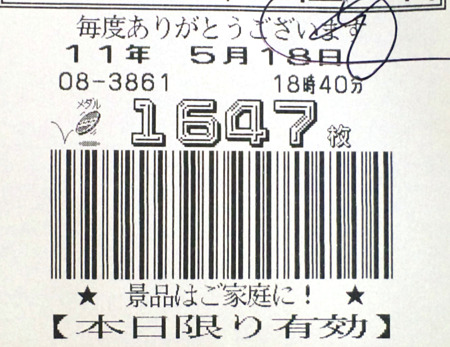 毎度ありがとうございます
11年 5月18日
08-3861 18時40分
メダル 1647枚
★ 景品はご家庭に! ★
【本日限り有効】